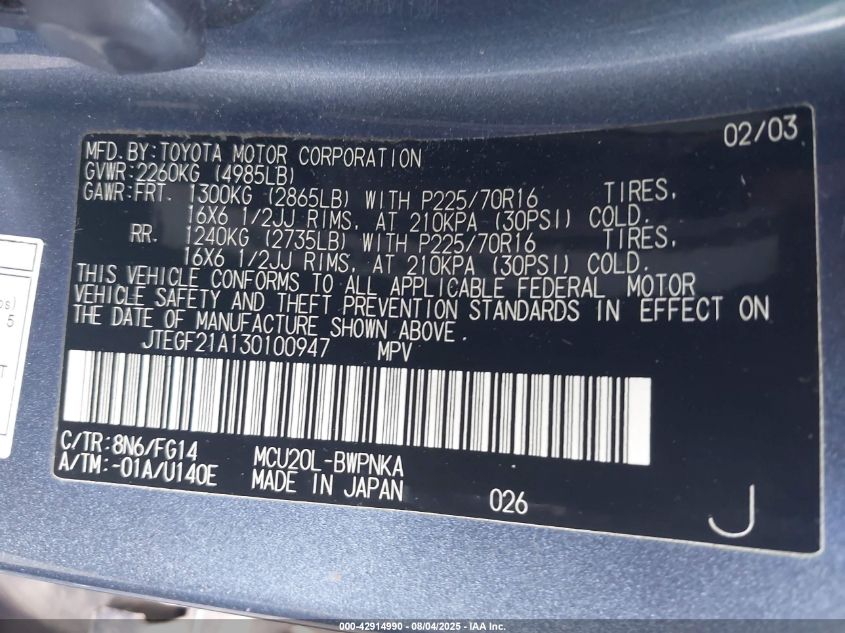 02/03
MFD.BY:TOYOTA MOTOR CORPORATION
GVWR:2260KG (4985LB)
GAWR:FRT. 1300KG (2865LB) WITH P225/70R16 TIRES,
16X6 1/2JJ RIMS, AT 210KPA (30PSI) COLD.
RR. 1240KG (2735LB) WITH P225/70R16 TIRES,
16X6 1/2JJ RIMS, AT 210KPA (30PSI) COLD.
THIS VEHICLE CONFORMS TO ALL APPLICABLE FEDERAL MOTOR
VEHICLE SAFETY AND THEFT PREVENTION STANDARDS IN EFFECT ON
THE DATE OF MANUFACTURE SHOWN ABOVE.
JTEGF21A130100947 MPV
C/TR:8N6/FG14 MCU20L-BWPNKA
A/TM:-01A/U140E MADE IN JAPAN 026
J
5
T
000-42914990 - 08/04/2025 - IAA Inc.